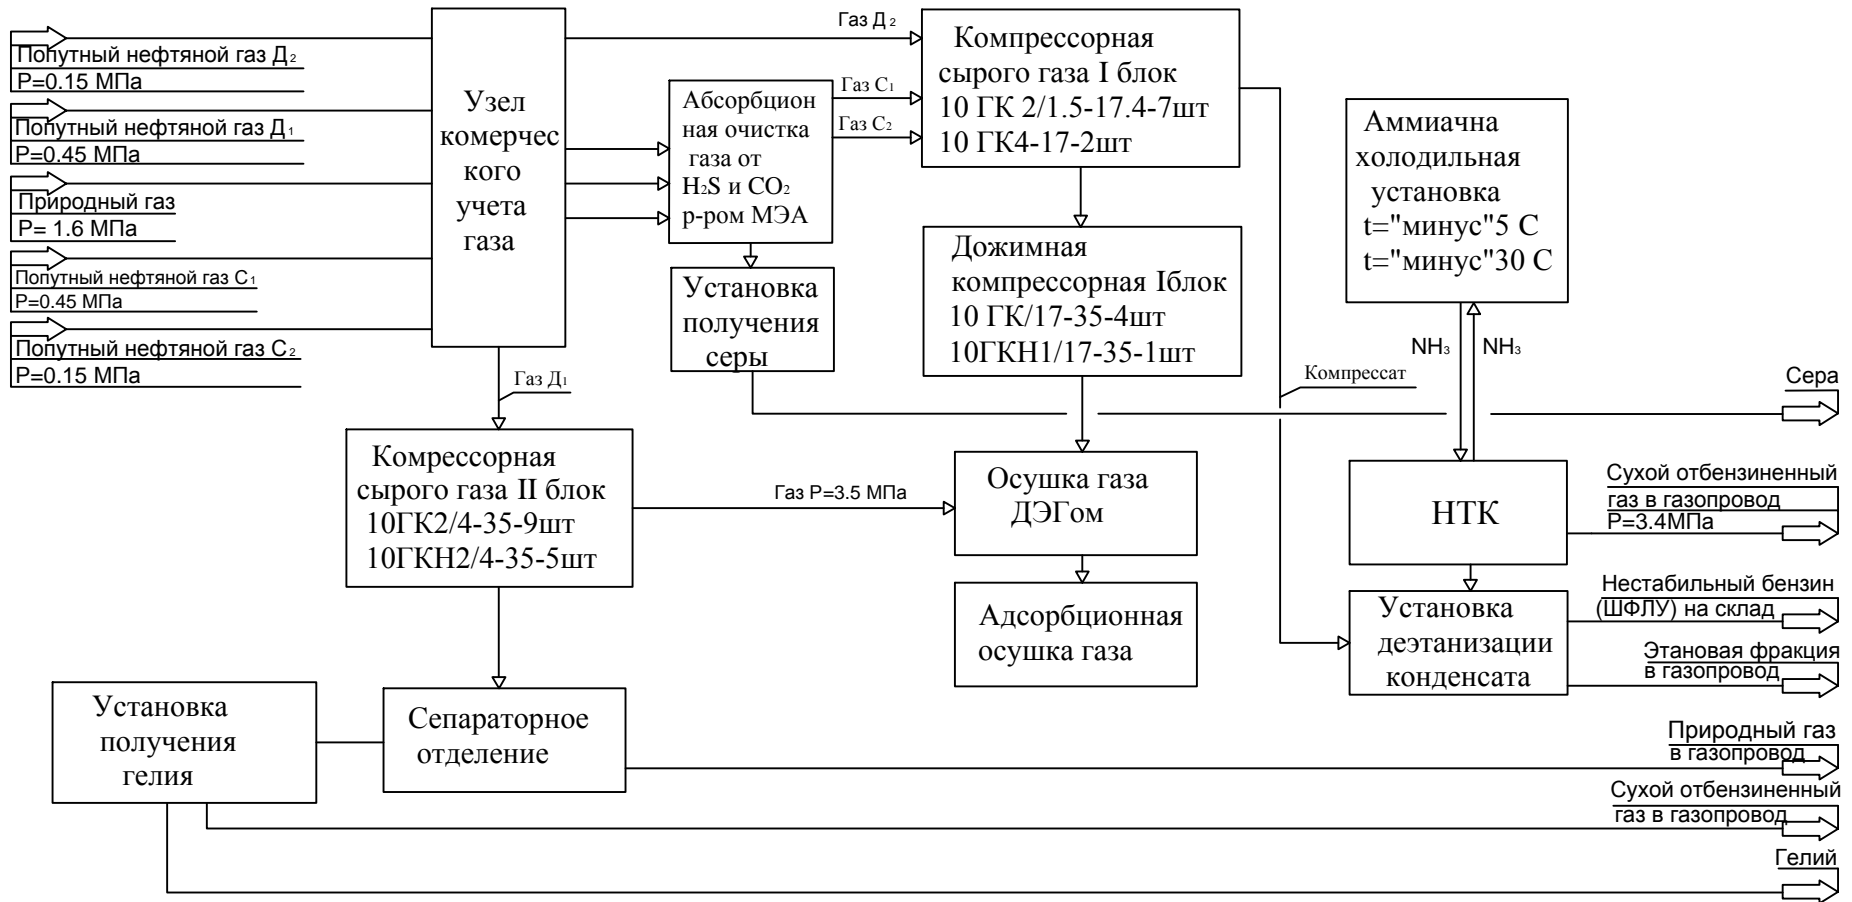 Попутный нефтяной газ Д₂
Р=0.15 МПа
Попутный нефтяной газ Д₁
Р=0.45 МПа
Природный газ
Р= 1.6 МПа
Попутный нефтяной газ С₁
Р=0.45 МПа
Попутный нефтяной газ С₂
Р=0.15 МПа
Узел
комерчес
кого
учета
газа
Газ Д₂
Абсорбцион
ная очистка
газа от
H₂S и CO₂
р-ром МЭА
Газ С₁
Газ С₂
Установка
получения
серы
Компрессорная
сырого газа I блок
10 ГК 2/1.5-17.4-7шт
10 ГК4-17-2шт
Дожимная
компрессорная Iблок
10 ГК/17-35-4шт
10ГКН1/17-35-1шт
Аммиачна
холодильная
установка
t="минус"5 С
t="минус"30 С
NH₃
NH₃
Компрессат
Сера
Газ Д₁
Комрессорная
сырого газа II блок
10ГК2/4-35-9шт
10ГКН2/4-35-5шт
Газ Р=3.5 МПа
Осушка газа
ДЭГом
Адсорбционная
осушка газа
НТК
Сухой отбензиненный
газ в газопровод
Р=3.4МПа
Установка
деэтанизации
конденсата
Нестабильный бензин
(ШФЛУ) на склад
Этановая фракция
в газопровод
Установка
получения
гелия
Сепараторное
отделение
Природный газ
в газопровод
Сухой отбензиненный
газ в газопровод
Гелий